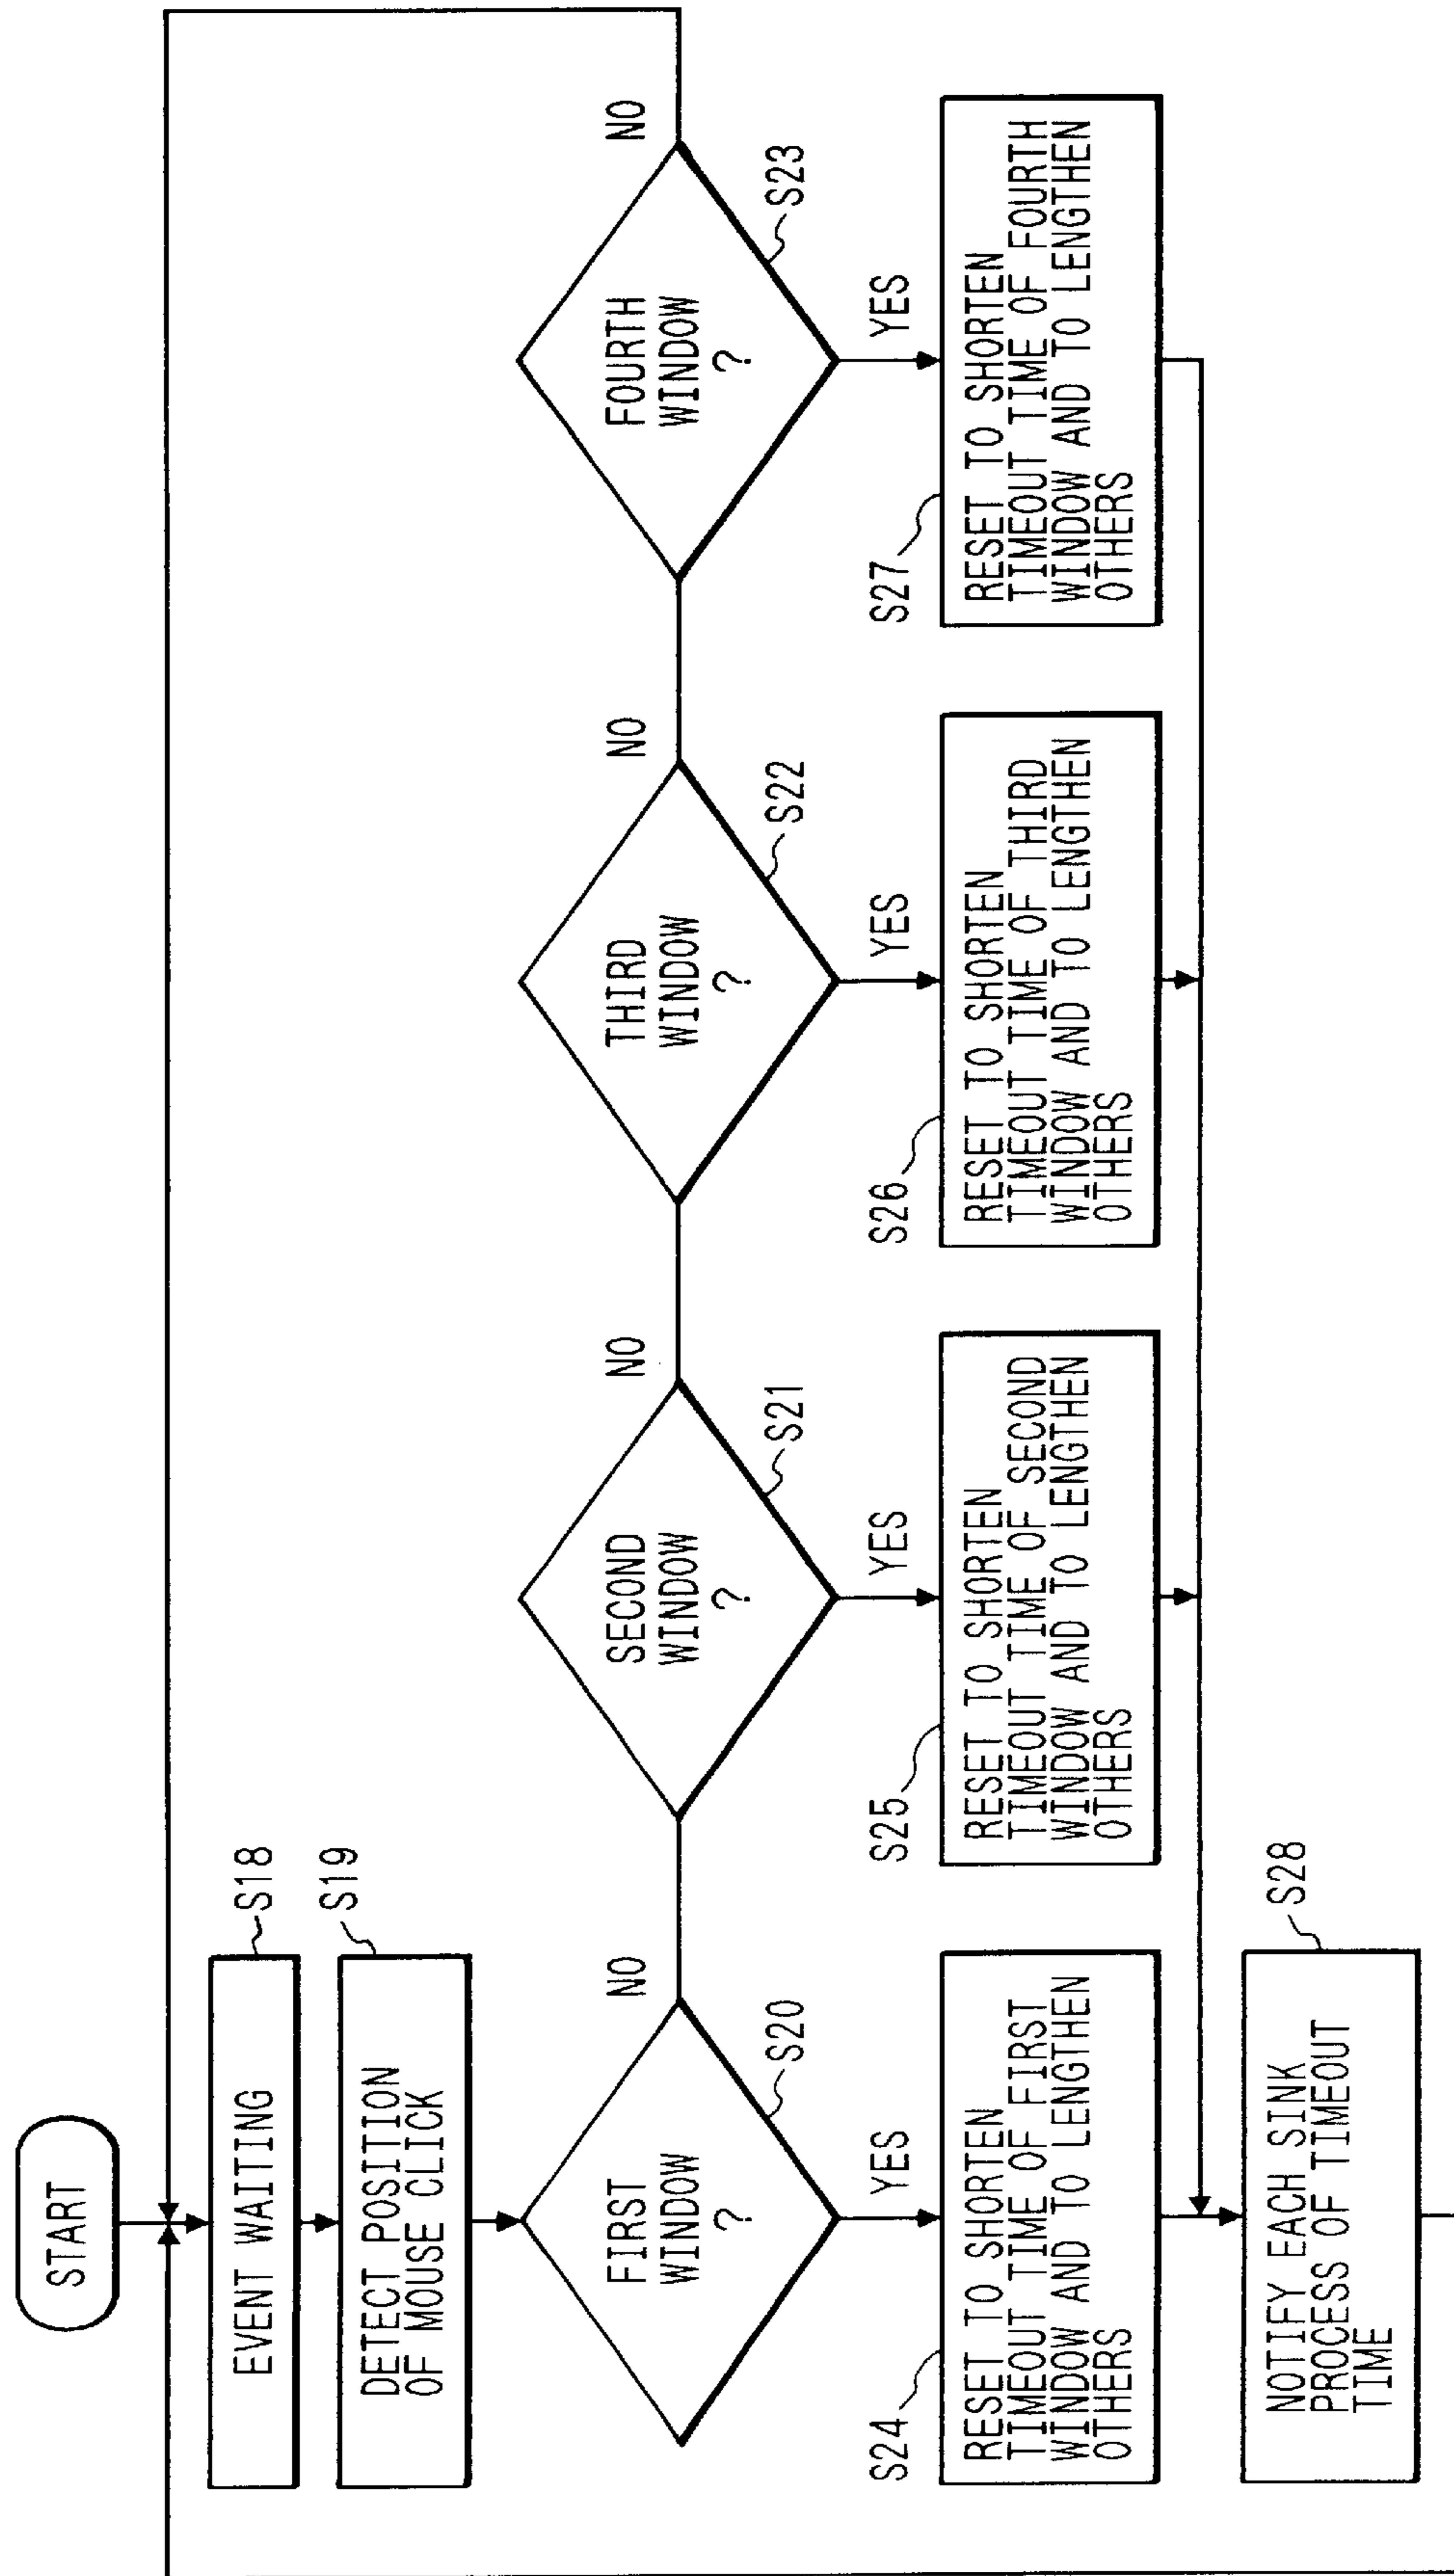 START
EVENT WAITING
S18
DETECT POSITION
OF MOUSE CLICK
S19
FIRST
WINDOW
?
S20
NO
YES
SECOND
WINDOW
?
S21
NO
YES
THIRD
WINDOW
?
S22
NO
YES
FOURTH
WINDOW
?
S23
NO
YES
S24
RESET TO SHORTEN
TIMEOUT TIME OF FIRST
WINDOW AND TO LENGTHEN
OTHERS
S25
RESET TO SHORTEN
TIMEOUT TIME OF SECOND
WINDOW AND TO LENGTHEN
OTHERS
S26
RESET TO SHORTEN
TIMEOUT TIME OF THIRD
WINDOW AND TO LENGTHEN
OTHERS
S27
RESET TO SHORTEN
TIMEOUT TIME OF FOURTH
WINDOW AND TO LENGTHEN
OTHERS
NOTIFY EACH SINK
PROCESS OF TIMEOUT
TIME
S28